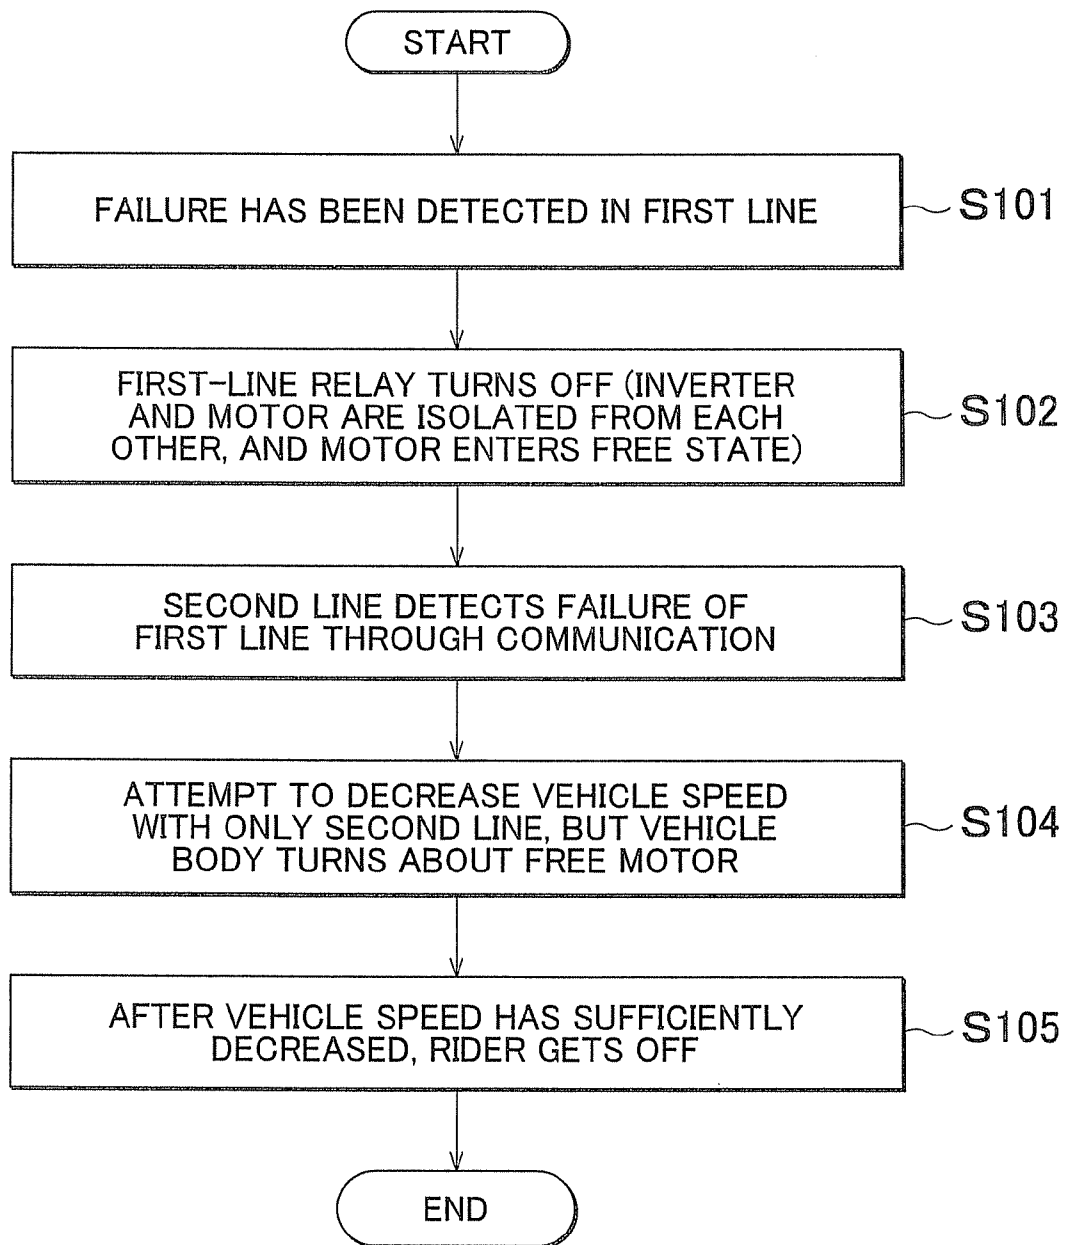 START
FAILURE HAS BEEN DETECTED IN FIRST LINE
S101
FIRST-LINE RELAY TURNS OFF (INVERTER
AND MOTOR ARE ISOLATED FROM EACH
OTHER, AND MOTOR ENTERS FREE STATE)
S102
SECOND LINE DETECTS FAILURE OF
FIRST LINE THROUGH COMMUNICATION
S103
ATTEMPT TO DECREASE VEHICLE SPEED
WITH ONLY SECOND LINE, BUT VEHICLE
BODY TURNS ABOUT FREE MOTOR
S104
AFTER VEHICLE SPEED HAS SUFFICIENTLY
DECREASED, RIDER GETS OFF
S105
END